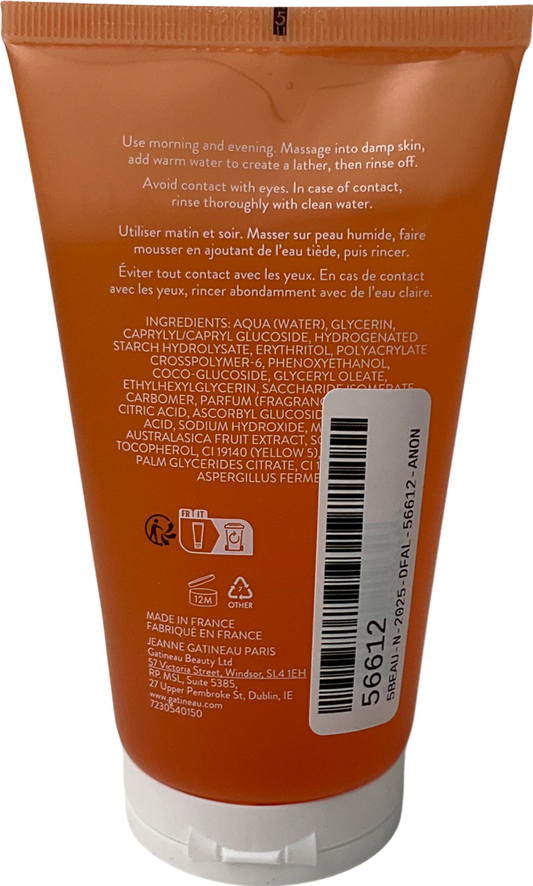 Use morning and evening. Massage into damp skin,
add warm water to create a lather, then rinse off.
Avoid contact with eyes. In case of contact,
rinse thoroughly with clean water.
Utiliser matin et soir. Masser sur peau humide, faire
mousser en ajoutant de l'eau tiède, puis rincer.
Éviter tout contact avec les yeux. En cas de contact
avec les yeux, rincer abondamment avec de l'eau claire.
INGREDIENTS: AQUA (WATER), GLYCERIN,
CAPRYLYL/CAPRYL GLUCOSIDE, HYDROGENATED
STARCH HYDROLYSATE, ERYTHRITOL, POLYACRYLATE
CROSSPOLYMER-6, PHENOXYETHANOL,
COCO-GLUCOSIDE, GLYCERYL OLEATE,
ETHYLHEXYLGLYCERIN, SACCHARIDE ISOMERATE,
CARBOMER, PARFUM
CITRIC ACID, ASCORBYL
ACID, SODIUM HYDROXIDE,
AUSTRALASICA FRUIT EXTRACT,
TOCOPHEROL, CI 19140 (YELLOW 5),
PALM GLYCERIDES CITRATE,
ASPERGILLUS
FR IT
12M
7
OTHER
MADE IN FRANCE
FABRIQUÉ EN FRANCE
JEANNE GATINEAU PARIS
Gatineau Beauty Ltd
57 Victoria Street, Windsor, SL4 1EH
RP MSL, Suite 5385,
27 Upper Pembroke St, Dublin, IE
www.gatineau.com
7230540150
56612
5BEAU-N-2025-DFAL-56612-ANON